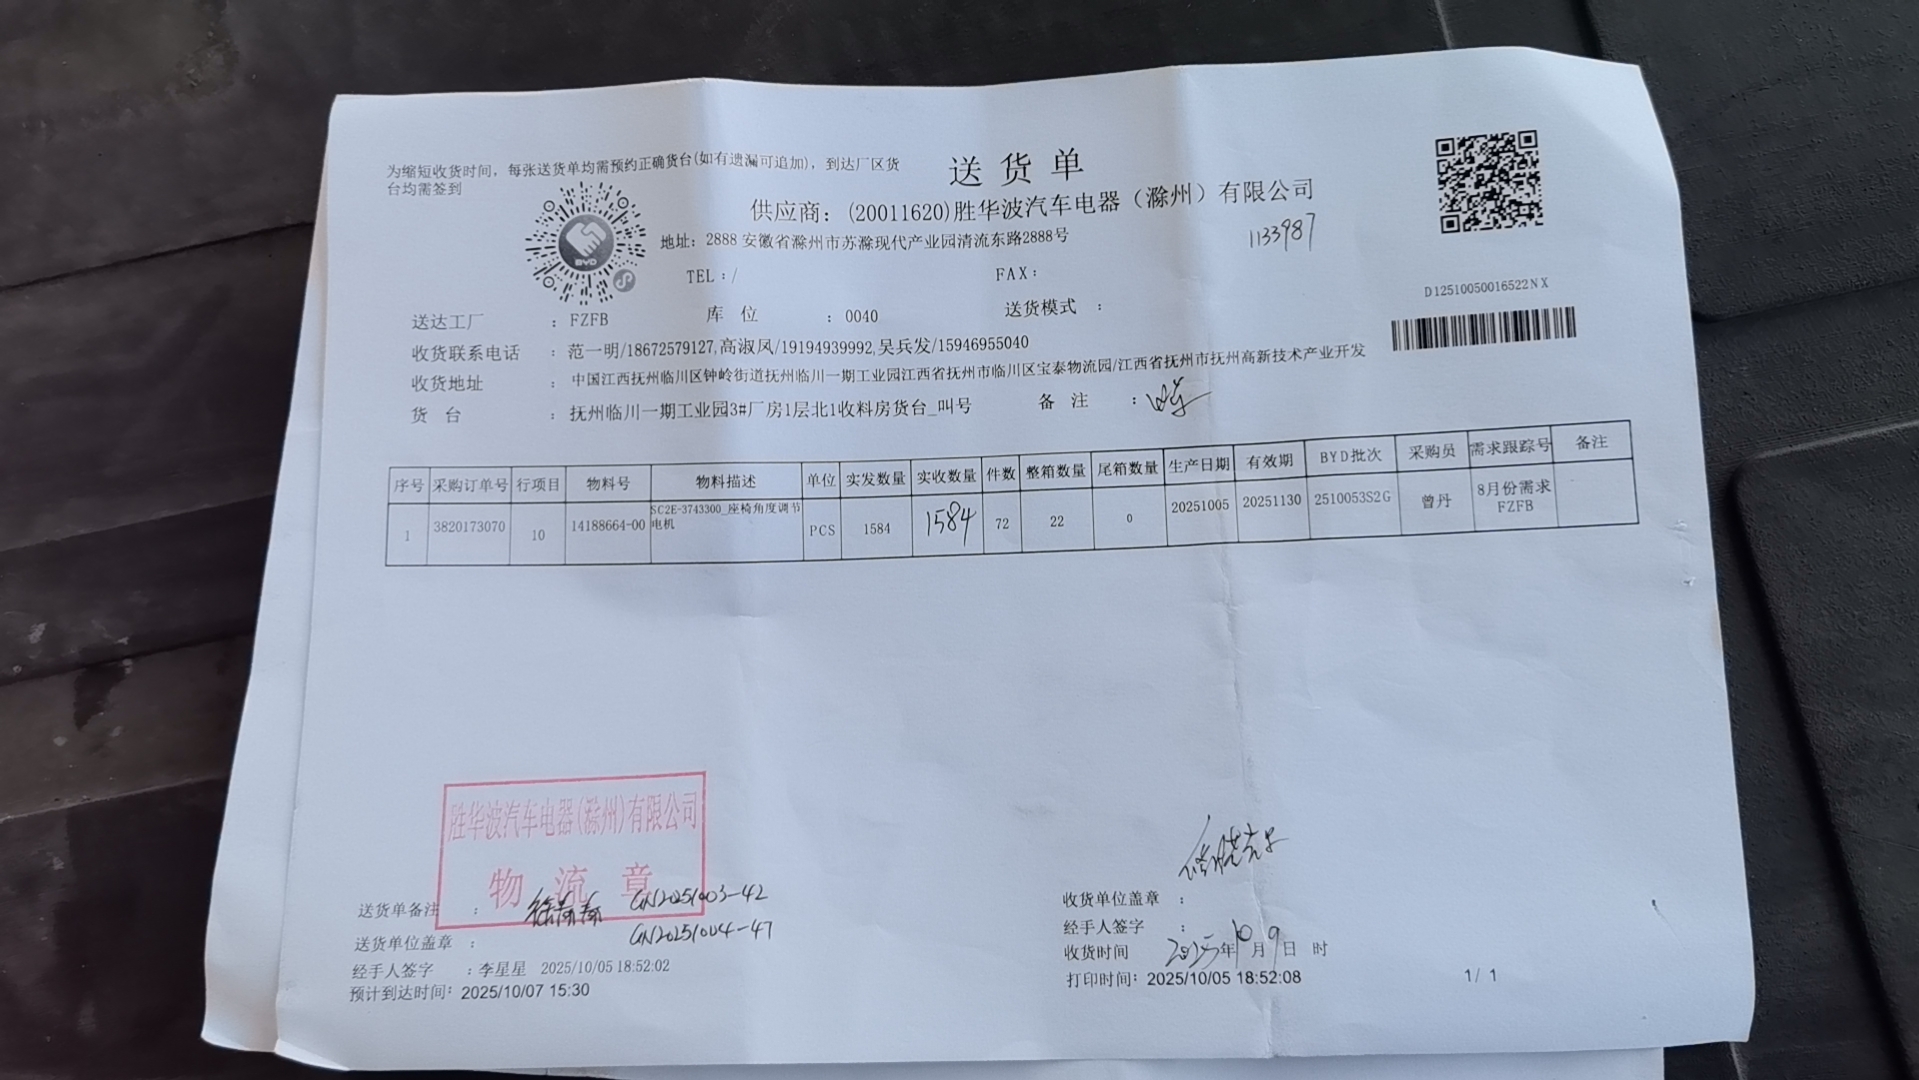 为缩短收货时间，每张送货单均需预约正确货台(如有遗漏可追加)，到达厂区货
台均需签到
送货单
供应商：(20011620)胜华波汽车电器（滁州）有限公司
地址：2888 安徽省滁州市苏滁现代产业园清流东路2888号
1133987
BYD
TEL：/ FAX：
D12510050016522NX
送达工厂 ：FZFB 库 位 ：0040 送货模式 ：
收货联系电话 ：范一明/18672579127,高淑凤/19194939992,吴兵发/15946955040
收货地址 ：中国江西抚州临川区钟岭街道抚州临川一期工业园江西省抚州市临川区宝泰物流园/江西省抚州市抚州高新技术产业开发
货 台 ：抚州临川一期工业园3#厂房1层北1收料房货台_叫号 备 注 ：
序号 采购订单号 行项目 物料号 物料描述 单位 实发数量 实收数量 件数 整箱数量 尾箱数量 生产日期 有效期 BYD批次 采购员 需求跟踪号 备注
1 3820173070 10 14188664-00 SC2E-3743300_座椅角度调节电机 PCS 1584 1584 72 22 0 20251005 20251130 2510053S2G 曾丹 8月份需求FZFB
胜华波汽车电器(滁州)有限公司
物流章
送货单备注 ： GN20251003-42
GN20251004-47
送货单位盖章 ：
经手人签字 ：李星星 2025/10/05 18:52:02
预计到达时间：2025/10/07 15:30
收货单位盖章 ：
经手人签字 ：
收货时间 2025年10月9日 时
打印时间：2025/10/05 18:52:08
1/ 1